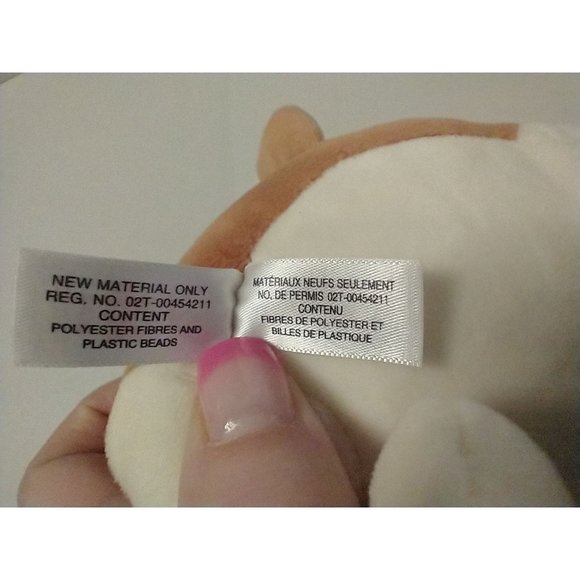 NEW MATERIAL ONLY
REG. NO. 02T-00454211
CONTENT
POLYESTER FIBRES AND
PLASTIC BEADS
MATÉRIAUX NEUFS SEULEMENT
NO. DE PERMIS 02T-00454211
CONTENU
FIBRES DE POLYESTER ET
BILLES DE PLASTIQUE